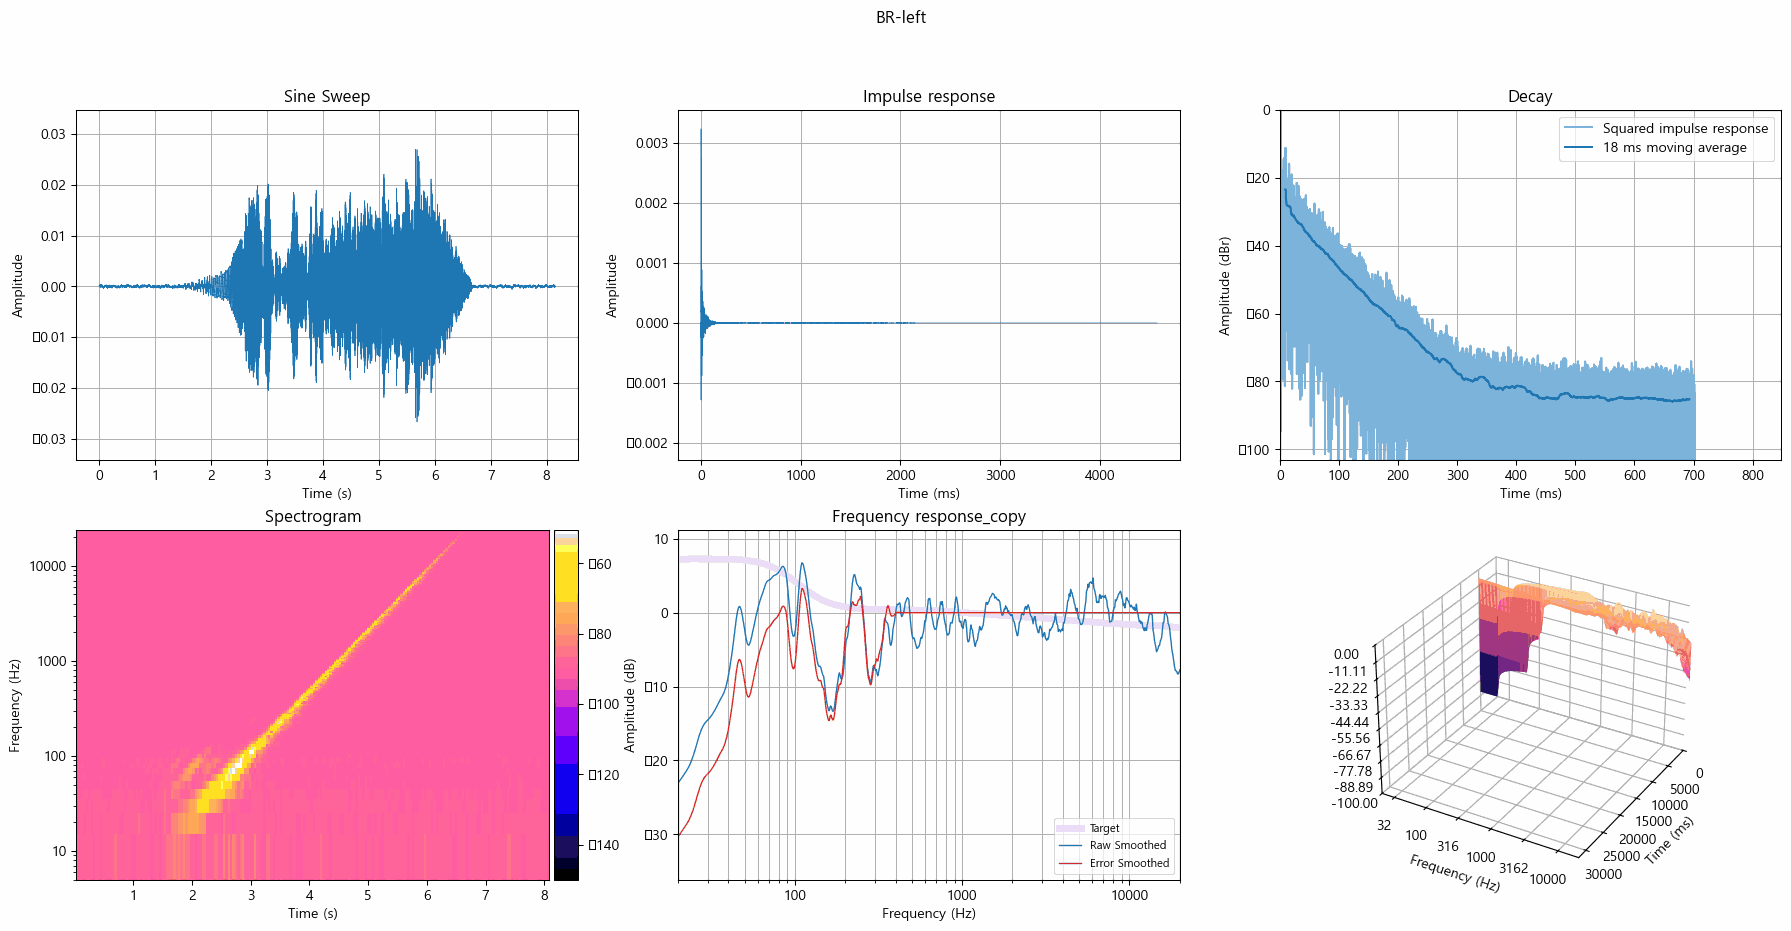 BR-left
Sine Sweep
0.03
0.02
0.01
0.00
▯0.01
▯0.02
▯0.03
Amplitude
0 1 2 3 4 5 6 7 8
Time (s)
Impulse response
0.003
0.002
0.001
0.000
▯0.001
▯0.002
Amplitude
0 1000 2000 3000 4000
Time (ms)
Decay
Squared impulse response
18 ms moving average
0
▯20
▯40
▯60
▯80
▯100
Amplitude (dBr)
0 100 200 300 400 500 600 700 800
Time (ms)
Spectrogram
10000
1000
100
10
Frequency (Hz)
1 2 3 4 5 6 7 8
Time (s)
▯60
▯80
▯100
▯120
▯140
Frequency response_copy
10
0
▯10
▯20
▯30
Amplitude (dB)
Target
Raw Smoothed
Error Smoothed
100 1000 10000
Frequency (Hz)
0.00
-11.11
-22.22
-33.33
-44.44
-55.56
-66.67
-77.78
-88.89
-100.00
32 100 316 1000 3162 10000
Frequency (Hz)
0
5000
10000
15000
20000
25000
30000
Time (ms)